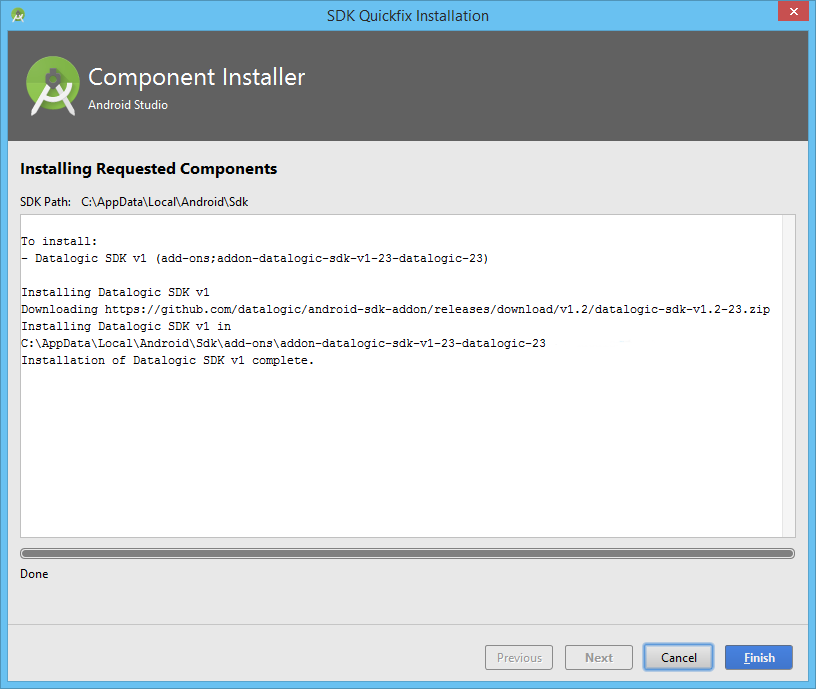 SDK Quickfix Installation
Component Installer
Android Studio
Installing Requested Components
SDK Path: C:\AppData\Local\Android\Sdk
To install:
- Datalogic SDK v1 (add-ons;addon-datalogic-sdk-v1-23-datalogic-23)
Installing Datalogic SDK v1
Downloading https://github.com/datalogic/android-sdk-addon/releases/download/v1.2/datalogic-sdk-v1.2-23.zip
Installing Datalogic SDK v1 in
C:\AppData\Local\Android\Sdk\add-ons\addon-datalogic-sdk-v1-23-datalogic-23
Installation of Datalogic SDK v1 complete.
Done
Previous Next Cancel Finish